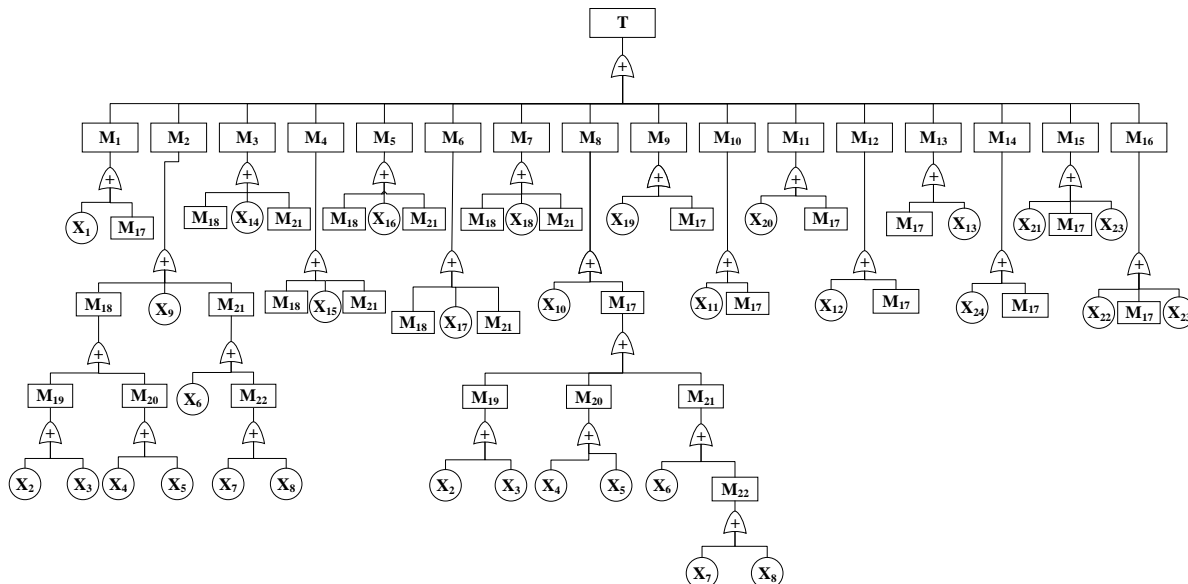 T
+
M₁ M₂ M₃ M₄ M₅ M₆ M₇ M₈ M₉ M₁₀ M₁₁ M₁₂ M₁₃ M₁₄ M₁₅ M₁₆
+ + + + + + + +
M₁₈ X₁₄ M₂₁ M₁₈ X₁₆ M₂₁ M₁₈ X₁₈ M₂₁ X₁₉ M₁₇ X₂₀ M₁₇ M₁₇ X₁₃ X₂₁ M₁₇ X₂₃
X₁ M₁₇
+ + + + + + + +
M₁₈ X₉ M₂₁ M₁₈ X₁₅ M₂₁ X₁₀ M₁₇ X₁₁ M₁₇ X₁₂ M₁₇ X₂₄ M₁₇ X₂₂ M₁₇ X₂₃
M₁₈ X₁₇ M₂₁
+ + +
M₁₉ M₂₀ X₆ M₂₂ M₁₉ M₂₀ M₂₁
+ + + + + +
X₂ X₃ X₄ X₅ X₇ X₈ X₂ X₃ X₄ X₅ X₆ M₂₂
+
X₇ X₈